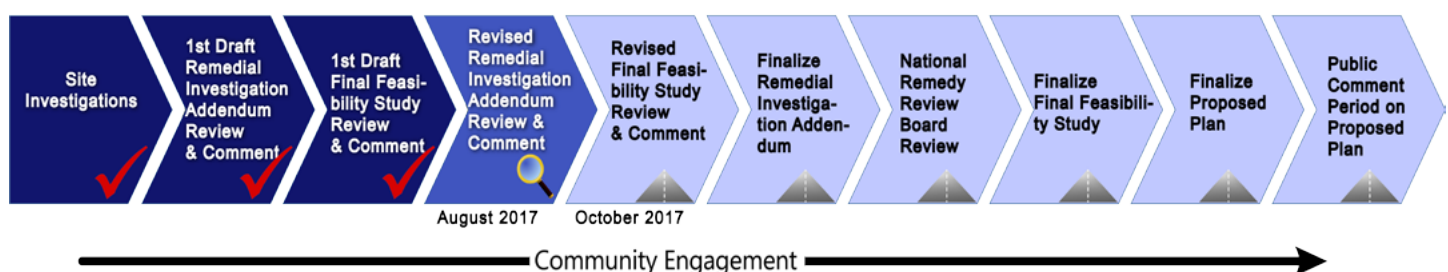 Site
Investigations
1st Draft
Remedial
Investigation
Addendum
Review
& Comment
1st Draft
Final Feasi-
bility Study
Review
& Comment
Revised
Remedial
Investigation
Addendum
Review &
Comment
Revised
Final Feasi-
bility Study
Review
& Comment
Finalize
Remedial
Investiga-
tion Adden-
dum
National
Remedy
Review
Board
Review
Finalize
Final Feasibili-
ty Study
Finalize
Proposed
Plan
Public
Comment
Period on
Proposed
Plan
August 2017
October 2017
Community Engagement